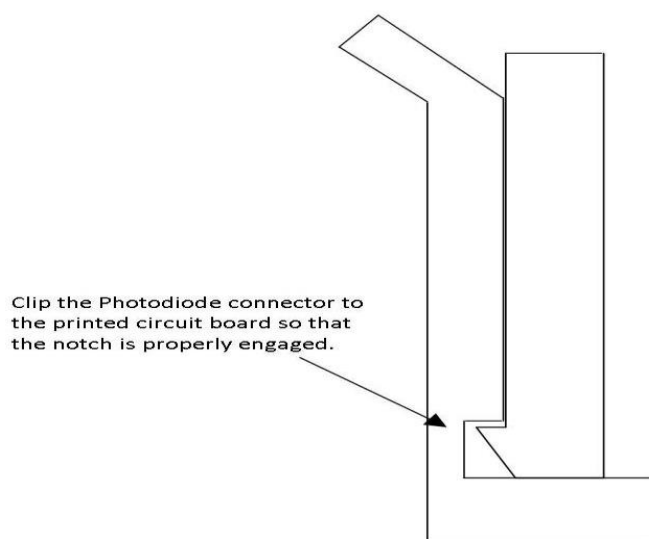 Clip the Photodiode connector to
the printed circuit board so that
the notch is properly engaged.